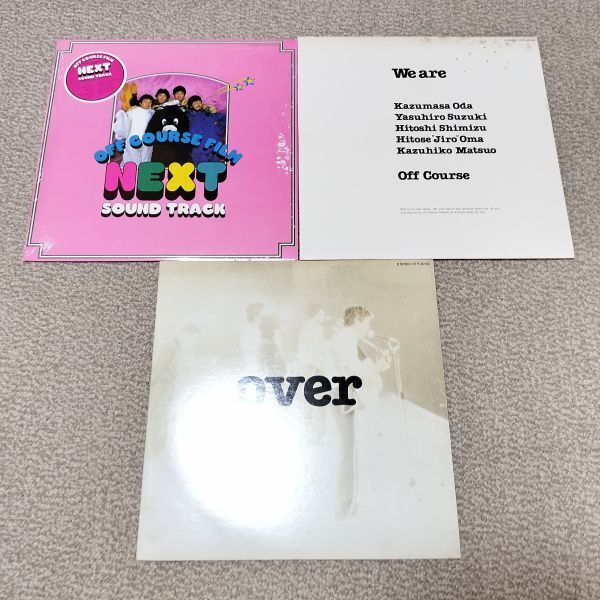 OFF COURSE FILM
NEXT
SOUND TRACK
OFF COURSE FILM
NEXT
SOUND TRACK
We are
Kazumasa Oda
Yasuhiro Suzuki
Hitoshi Shimizu
Hitose "Jiro" Oma
Kazuhiko Matsuo
Off Course
over